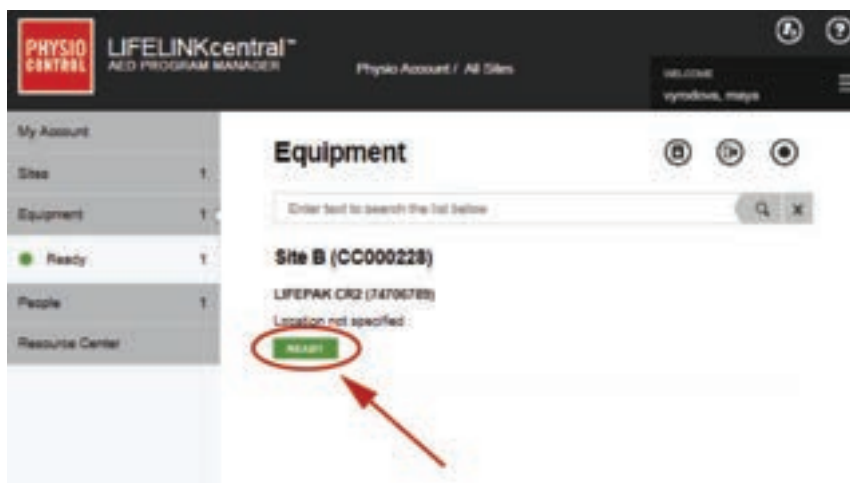 PHYSIO
CONTROL
LIFELINKcentral™
AED PROGRAM MANAGER
Physio Account / All Sites
WELCOME
vyrodova, maya
My Account
Sites 1
Equipment 1
Ready 1
People 1
Resource Center
Equipment
Enter text to search the list below
Site B (CC000228)
LIFEPAK CR2 (74706789)
Location not specified
READY